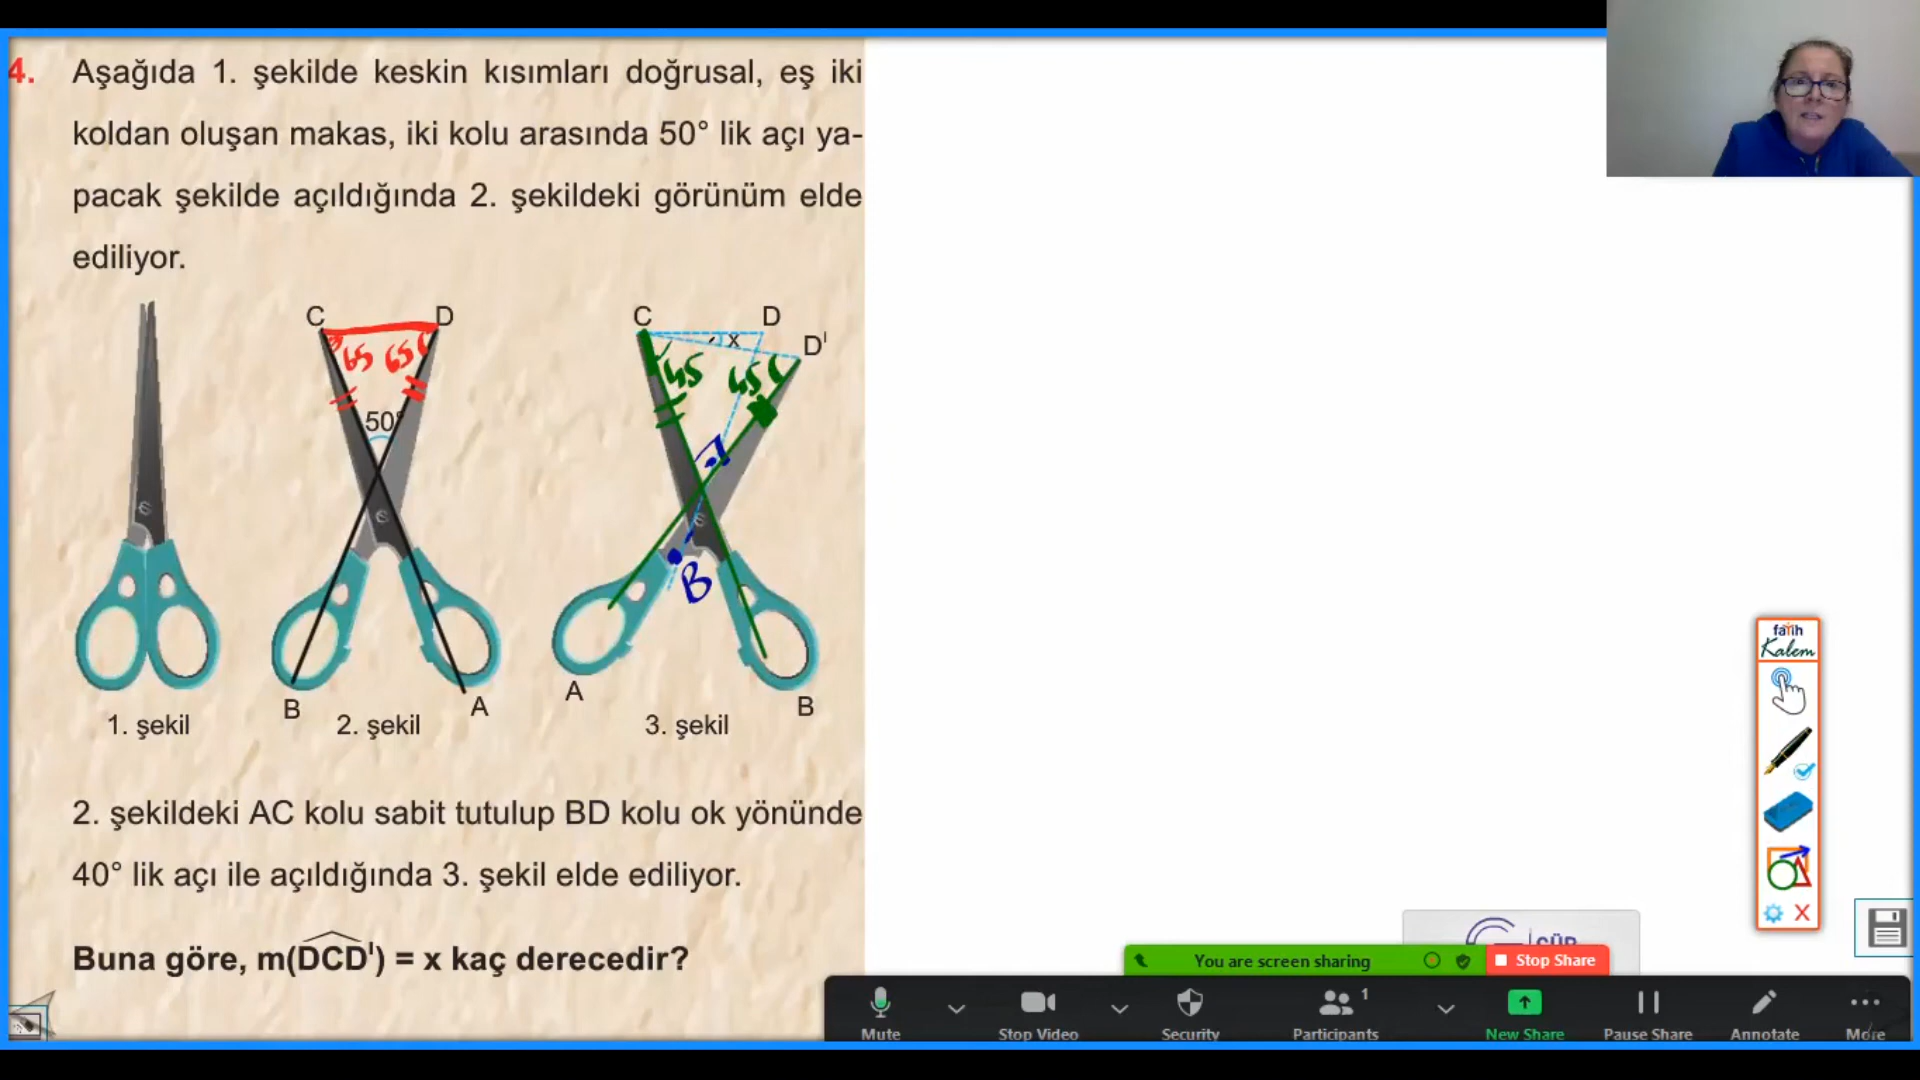 4. Aşağıda 1. şekilde keskin kısımları doğrusal, eş iki
koldan oluşan makas, iki kolu arasında 50° lik açı ya-
pacak şekilde açıldığında 2. şekildeki görünüm elde
ediliyor.
C D C D
D'
x
65 65
45 45
50°
B
B A
A B
1. şekil 2. şekil 3. şekil
2. şekildeki AC kolu sabit tutulup BD kolu ok yönünde
40° lik açı ile açıldığında 3. şekil elde ediliyor.
Buna göre, m(DCD') = x kaç derecedir?
fatih
Kalem
You are screen sharing
Stop Share
Mute
Stop Video
Security
Participants 1
New Share
Pause Share
Annotate
More